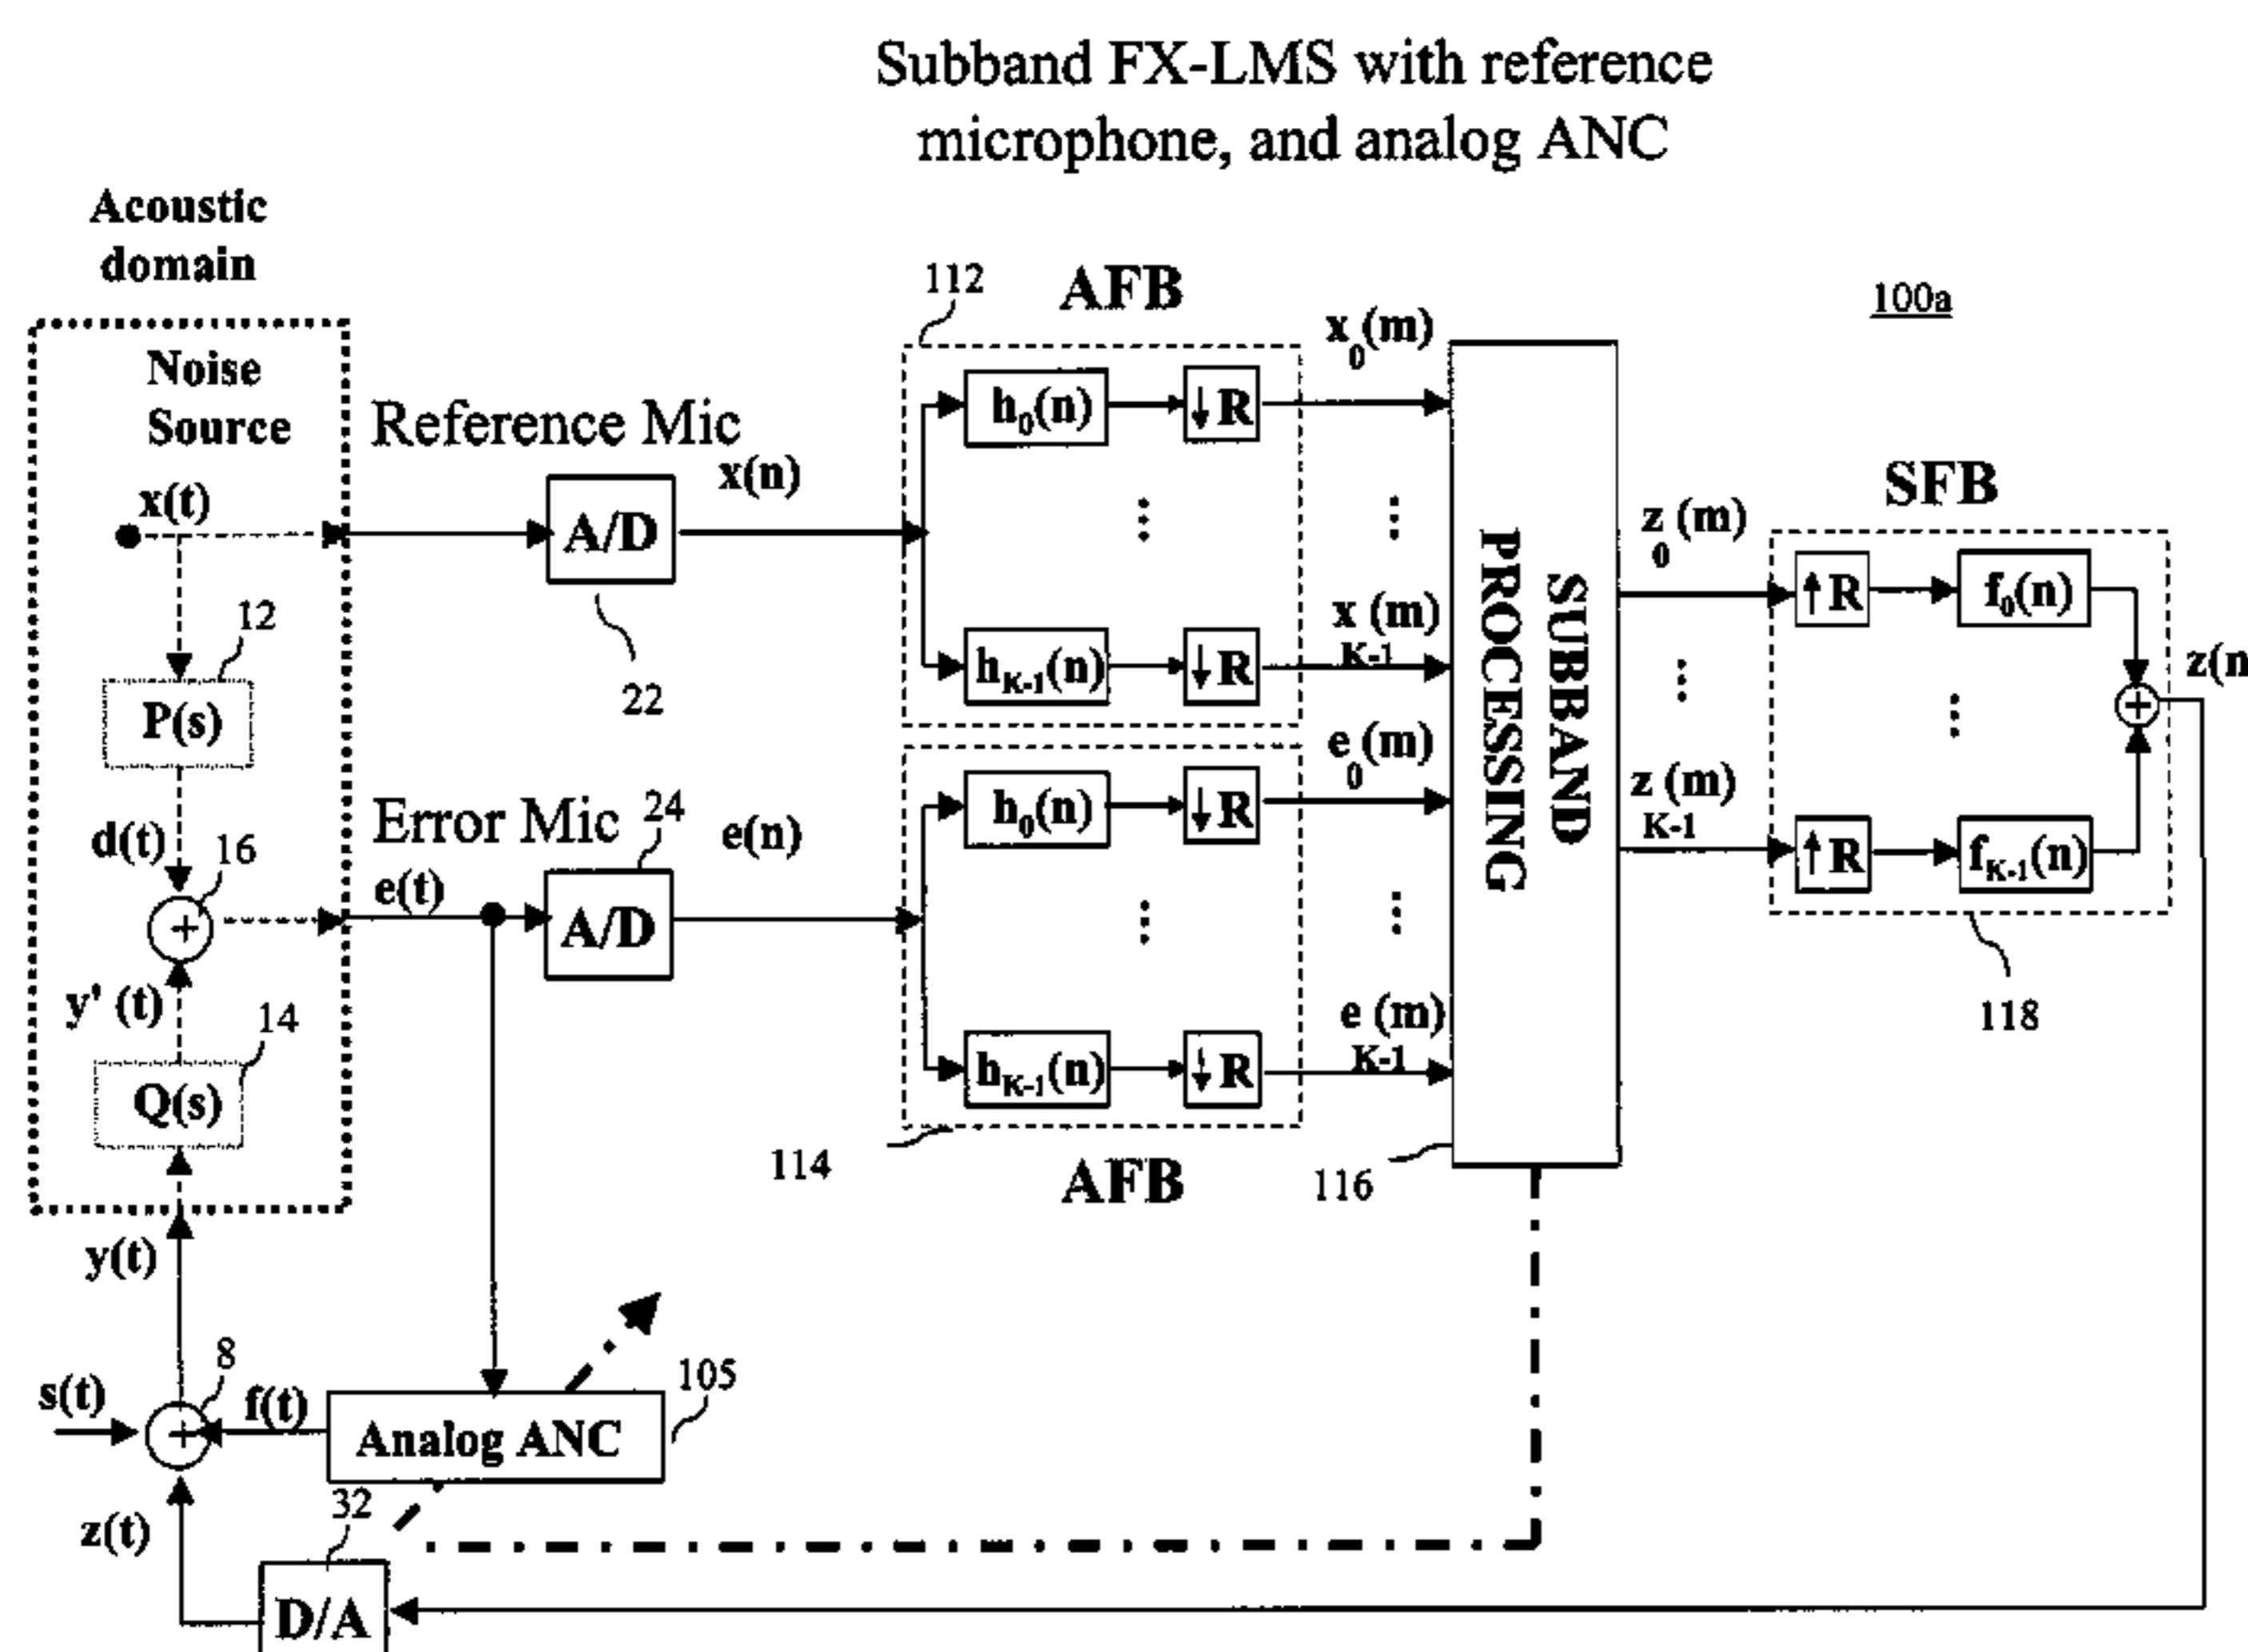 Subband FX-LMS with reference
microphone, and analog ANC
Acoustic
domain
Noise
Source
x(t)
12
P(s)
d(t)
16
y' (t)
14
Q(s)
y(t)
8
s(t)
f(t)
Analog ANC
105
z(t)
32
D/A
Reference Mic
A/D
x(n)
22
Error Mic
e(t)
24
A/D
e(n)
112
AFB
h0(n)
↓R
x0(m)
hK-1(n)
↓R
xK-1(m)
h0(n)
↓R
e0(m)
hK-1(n)
↓R
eK-1(m)
114
AFB
SUBBAND
PROCESSING
116
100a
SFB
z0(m)
↑R
f0(n)
zK-1(m)
↑R
fK-1(n)
z(n
118